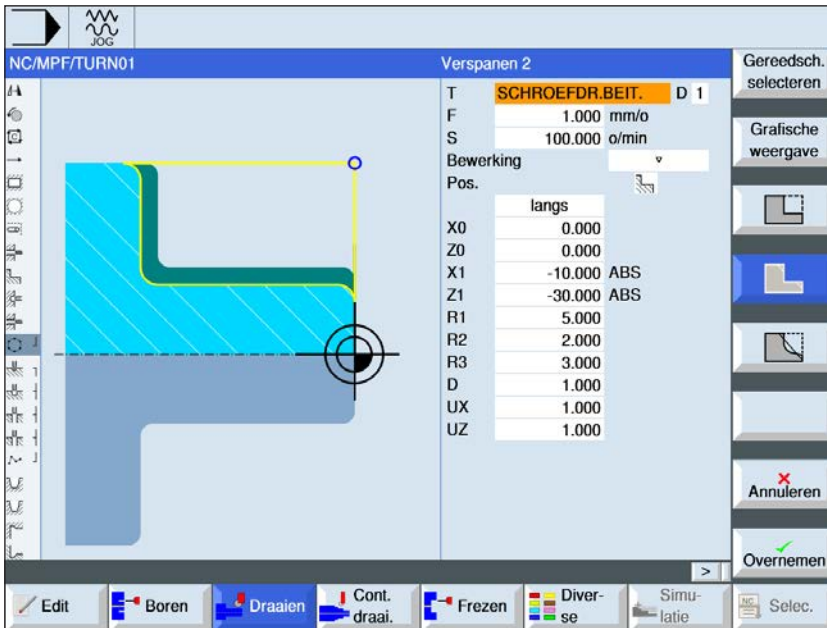 JOG
NC/MPF/TURN01
Verspanen 2
T SCHROEFDR.BEIT. D 1
F 1.000 mm/o
S 100.000 o/min
Bewerking ▿
Pos.
langs
X0 0.000
Z0 0.000
X1 -10.000 ABS
Z1 -30.000 ABS
R1 5.000
R2 2.000
R3 3.000
D 1.000
UX 1.000
UZ 1.000
Gereedsch.
selecteren
Grafische
weergave
Annuleren
Overnemen
>
Edit
Boren
Draaien
Cont.
draai.
Frezen
Diver-
se
Simu-
latie
NC
Selec.